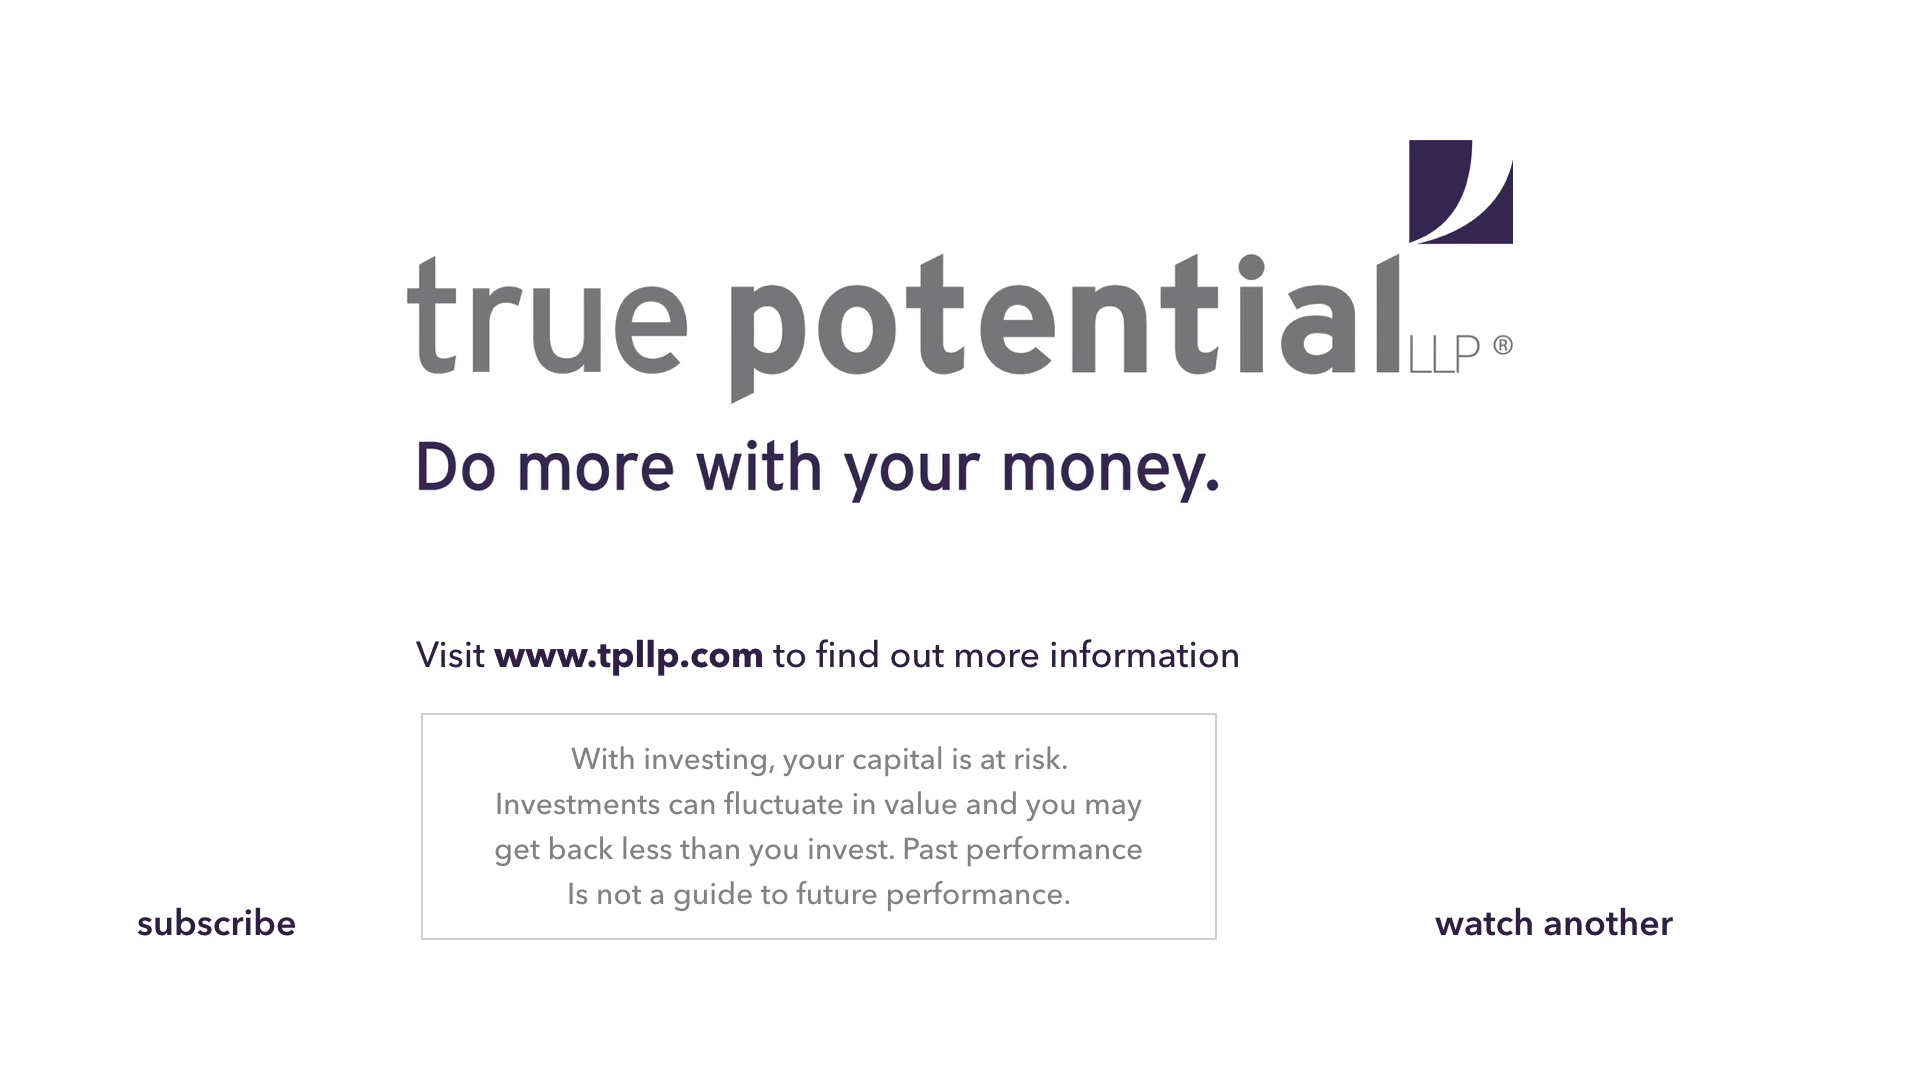 true potential LLP ®
Do more with your money.
Visit www.tpllp.com to find out more information
With investing, your capital is at risk.
Investments can fluctuate in value and you may
get back less than you invest. Past performance
Is not a guide to future performance.
subscribe
watch another